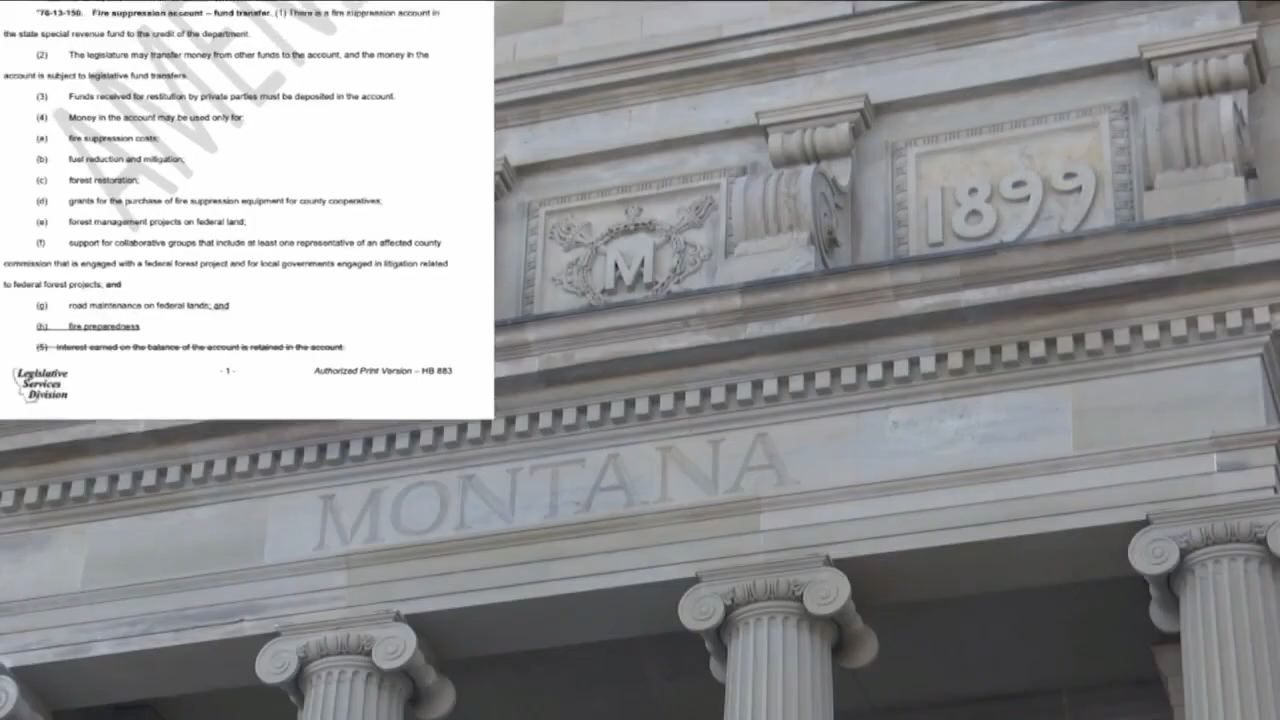 "76-13-150. Fire suppression account -- fund transfer. (1) There is a fire suppression account in
the state special revenue fund to the credit of the department.
(2) The legislature may transfer money from other funds to the account, and the money in the
account is subject to legislative fund transfers.
(3) Funds received for restitution by private parties must be deposited in the account.
(4) Money in the account may be used only for:
(a) fire suppression costs;
(b) fuel reduction and mitigation;
(c) forest restoration;
(d) grants for the purchase of fire suppression equipment for county cooperatives;
(e) forest management projects on federal land;
(f) support for collaborative groups that include at least one representative of an affected county
commission that is engaged with a federal forest project and for local governments engaged in litigation related
to federal forest projects; and
(g) road maintenance on federal lands; and
(h) fire preparedness
(5) Interest earned on the balance of the account is retained in the account.
Legislative
Services
Division
- 1 -
Authorized Print Version – HB 883
AMEN
M
1899
MONTANA